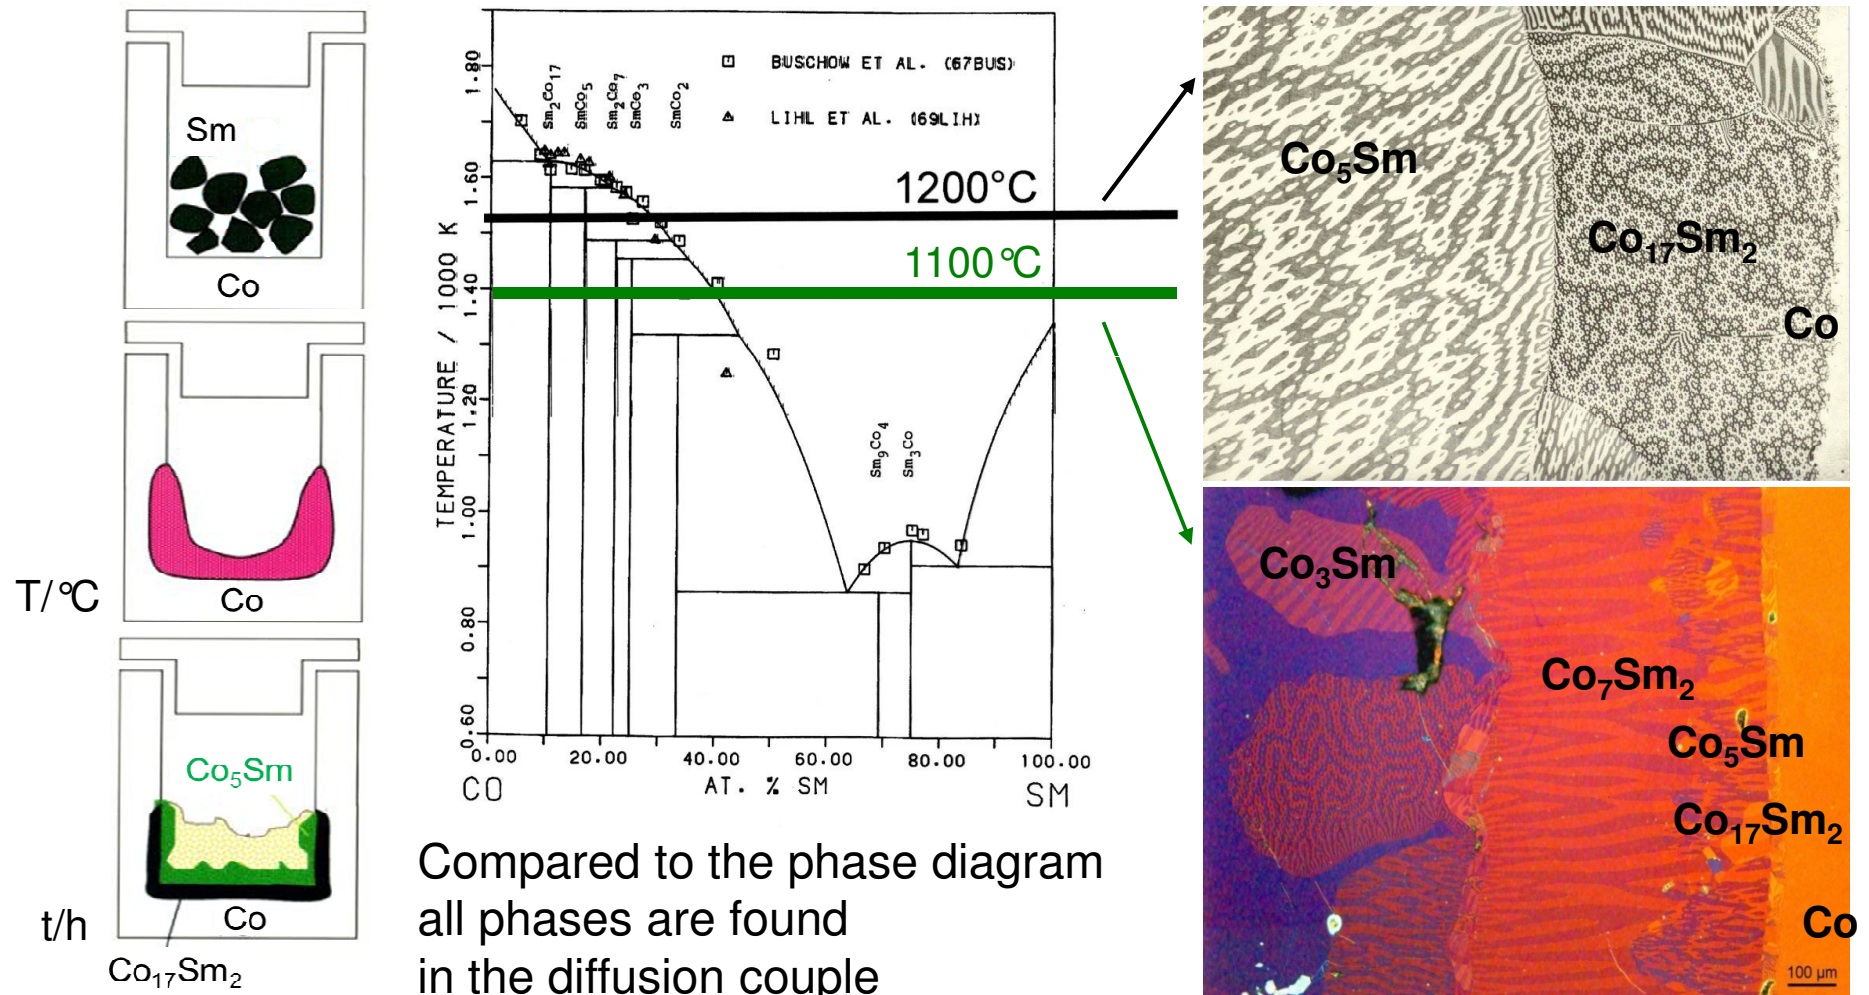 Sm
Co
T/°C
Co
Co₅Sm
t/h
Co
Co₁₇Sm₂
BUSCHOW ET AL. (67BUS)
LIHL ET AL. (69LIH)
Sm₂Co₁₇
SmCo₅
Sm₂Co₇
SmCo₃
SmCo₂
1200°C
1100°C
Sm₉Co₄
Sm₃Co
TEMPERATURE / 1000 K
1.80
1.60
1.40
1.20
1.00
0.80
0.60
0.00 20.00 40.00 60.00 80.00 100.00
CO AT. % SM SM
Compared to the phase diagram
all phases are found
in the diffusion couple
Co₅Sm
Co₁₇Sm₂
Co
Co₃Sm
Co₇Sm₂
Co₅Sm
Co₁₇Sm₂
Co
100 µm